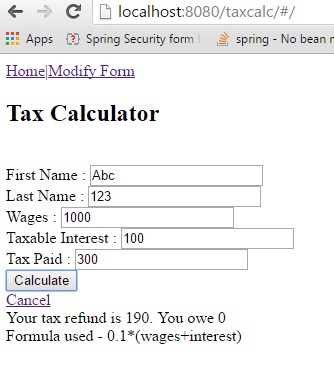 localhost:8080/taxcalc/#/
Apps Spring Security form spring - No bean
Home|Modify Form
Tax Calculator
First Name : Abc
Last Name : 123
Wages : 1000
Taxable Interest : 100
Tax Paid : 300
Calculate
Cancel
Your tax refund is 190. You owe 0
Formula used - 0.1*(wages+interest)